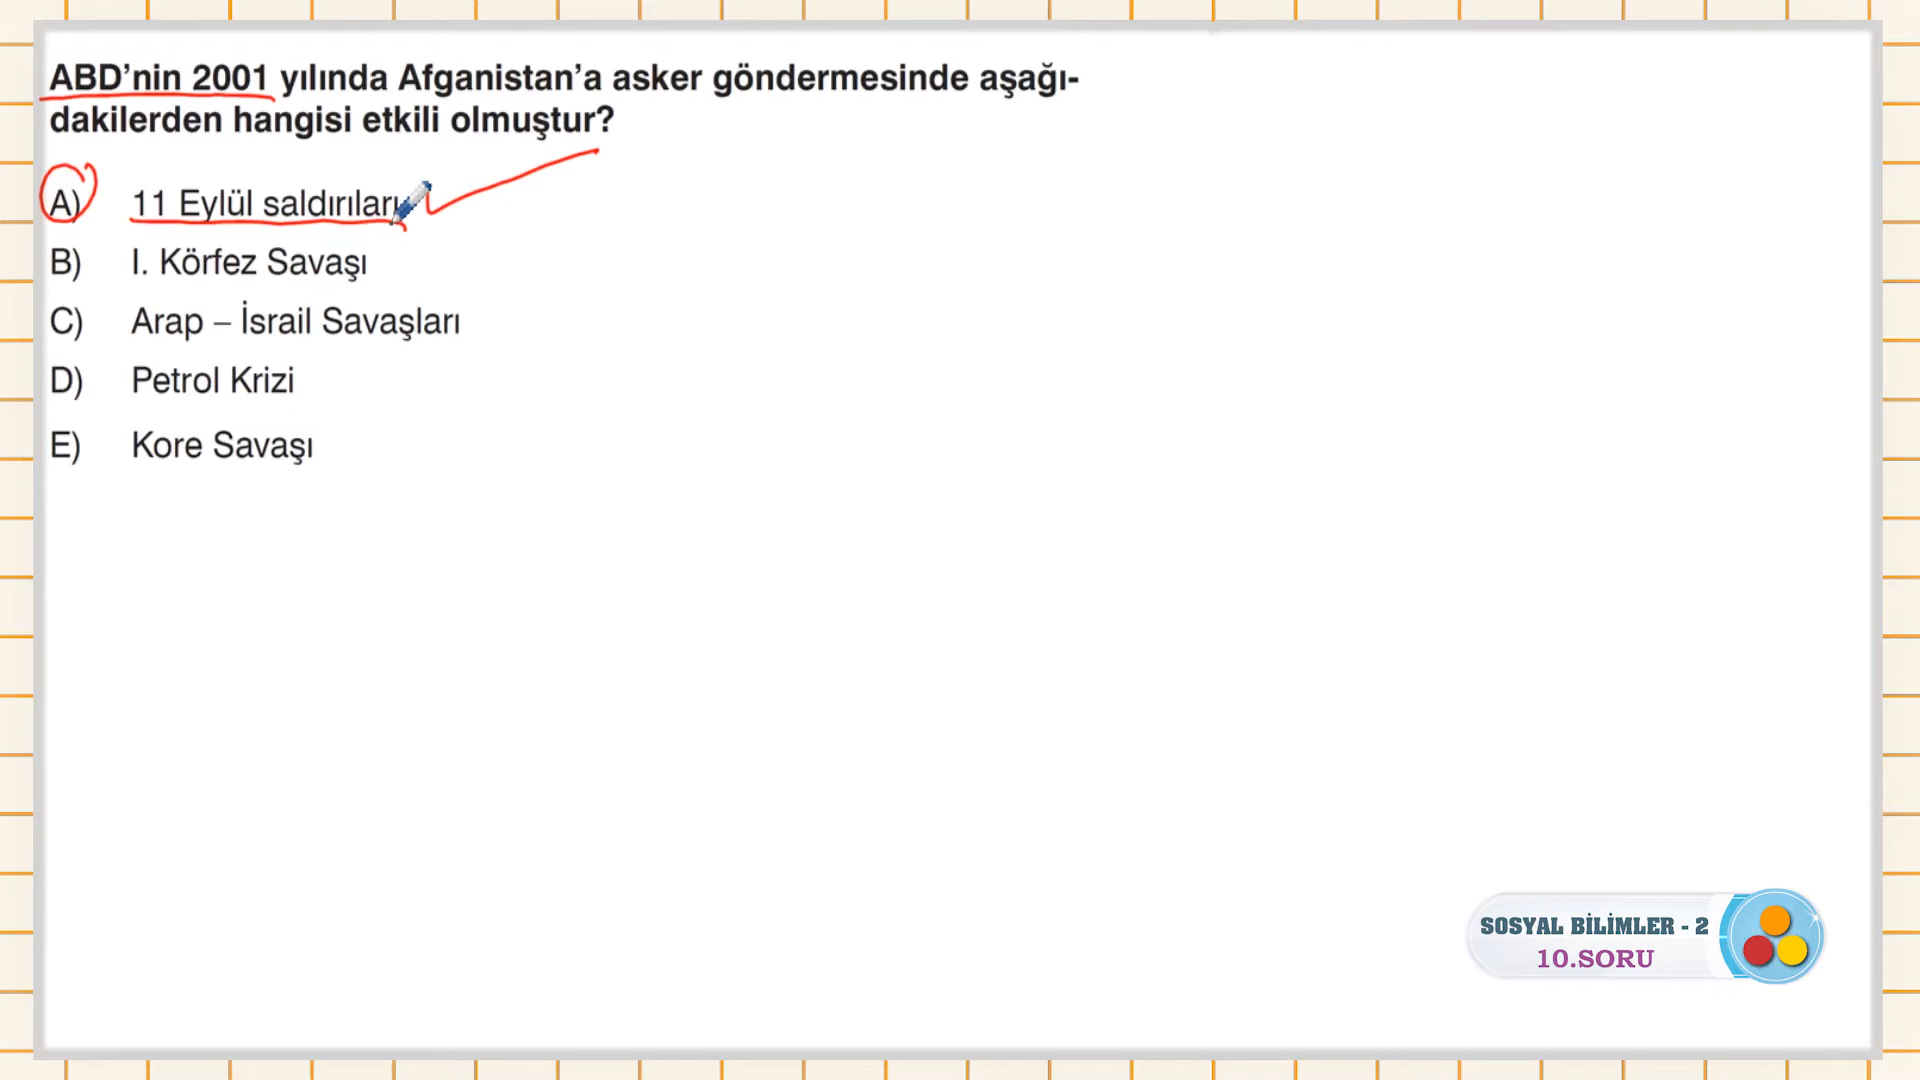 ABD’nin 2001 yılında Afganistan’a asker göndermesinde aşağı-
dakilerden hangisi etkili olmuştur?
A) 11 Eylül saldırıları
B) I. Körfez Savaşı
C) Arap – İsrail Savaşları
D) Petrol Krizi
E) Kore Savaşı
SOSYAL BİLİMLER - 2
10.SORU